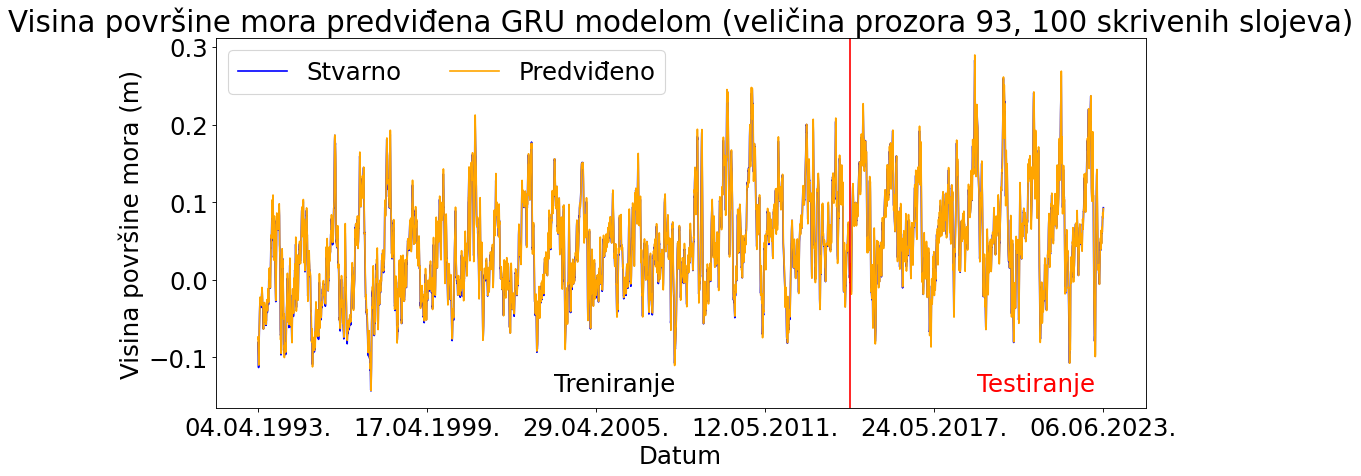 Visina površine mora predviđena GRU modelom (veličina prozora 93, 100 skrivenih slojeva)
Visina površine mora (m)
0.3
0.2
0.1
0.0
−0.1
Stvarno
Predviđeno
Treniranje
Testiranje
04.04.1993. 17.04.1999. 29.04.2005. 12.05.2011. 24.05.2017. 06.06.2023.
Datum